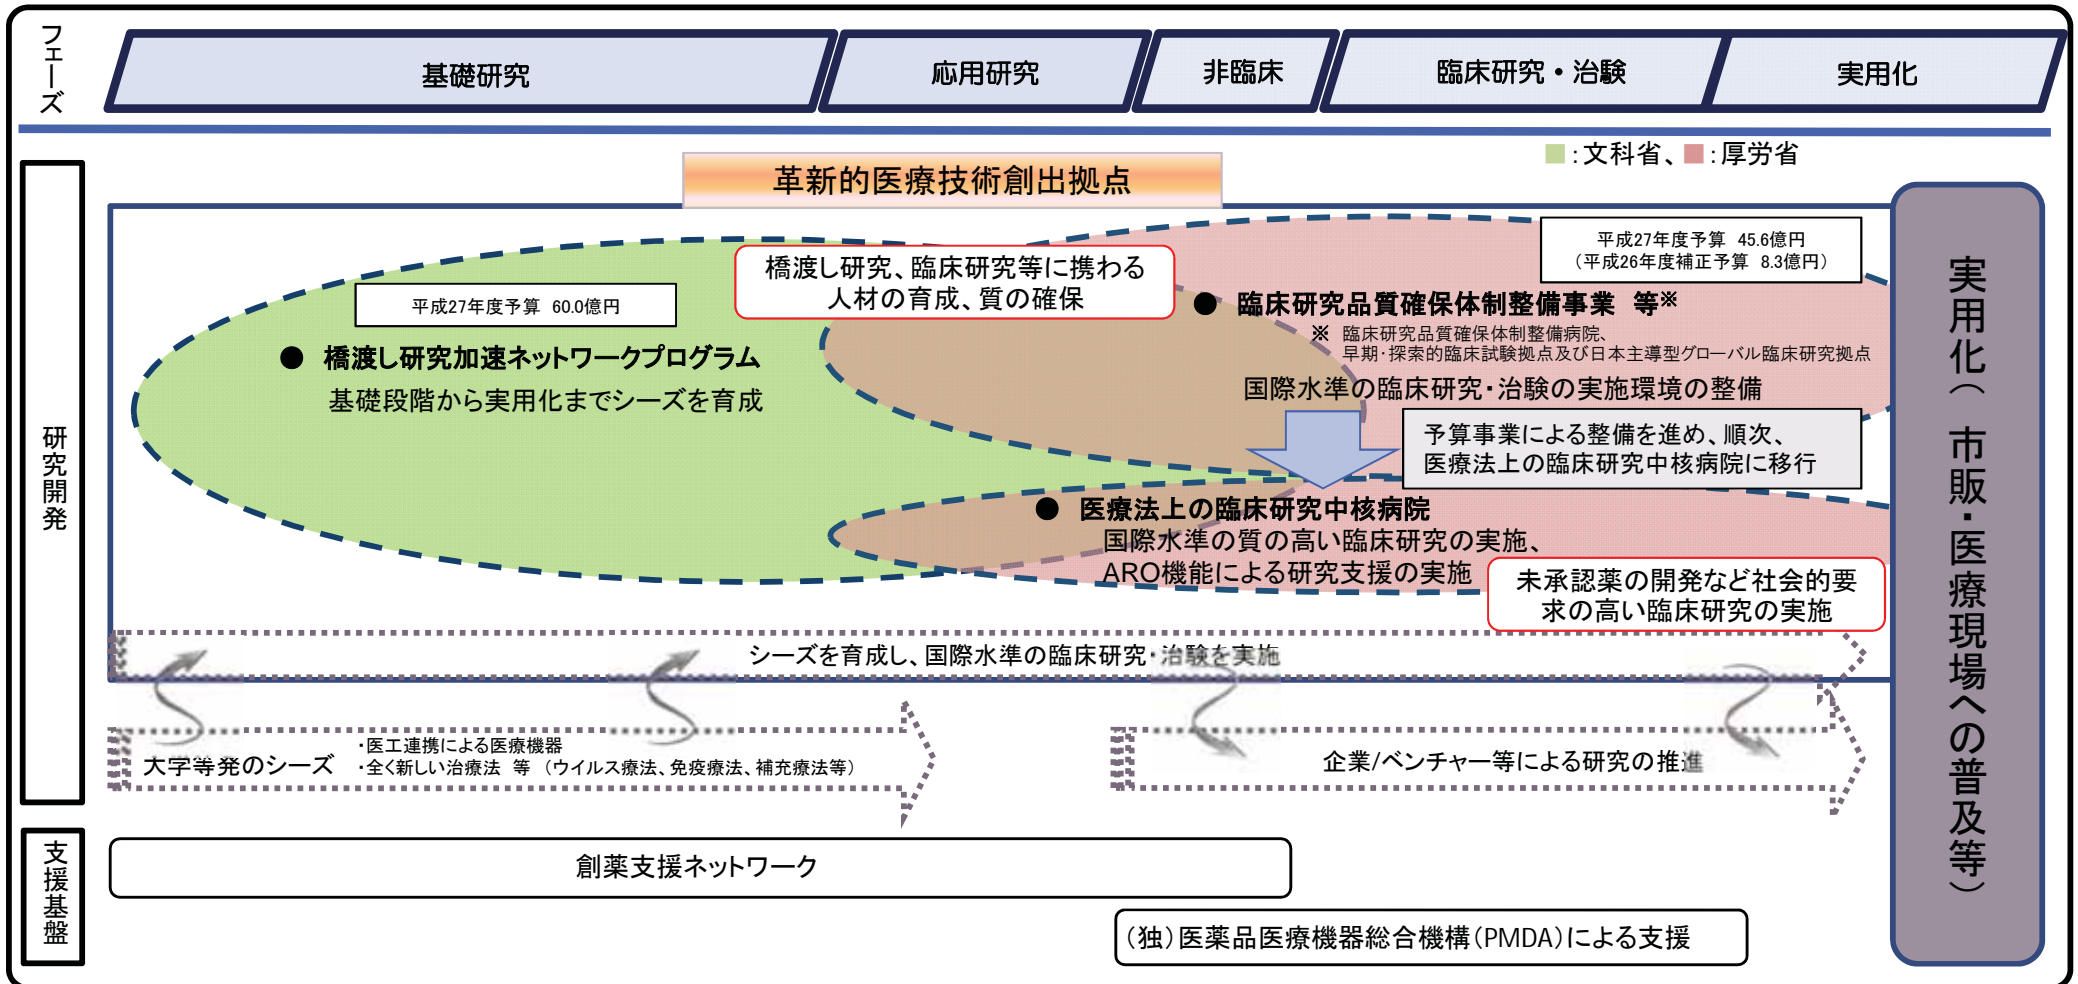 フェーズ
基礎研究
応用研究
非臨床
臨床研究・治験
実用化
■:文科省、■:厚労省
革新的医療技術創出拠点
研究開発
平成27年度予算 45.6億円
(平成26年度補正予算 8.3億円)
橋渡し研究、臨床研究等に携わる
人材の育成、質の確保
平成27年度予算 60.0億円
● 橋渡し研究加速ネットワークプログラム
基礎段階から実用化までシーズを育成
● 臨床研究品質確保体制整備事業 等※
※ 臨床研究品質確保体制整備病院、
早期・探索的臨床試験拠点及び日本主導型グローバル臨床研究拠点
国際水準の臨床研究・治験の実施環境の整備
予算事業による整備を進め、順次、
医療法上の臨床研究中核病院に移行
● 医療法上の臨床研究中核病院
国際水準の質の高い臨床研究の実施、
ARO機能による研究支援の実施
未承認薬の開発など社会的要
求の高い臨床研究の実施
シーズを育成し、国際水準の臨床研究・治験を実施
大学等発のシーズ
・医工連携による医療機器
・全く新しい治療法 等 (ウイルス療法、免疫療法、補充療法等)
企業/ベンチャー等による研究の推進
実用化(市販・医療現場への普及等)
支援基盤
創薬支援ネットワーク
(独)医薬品医療機器総合機構(PMDA)による支援